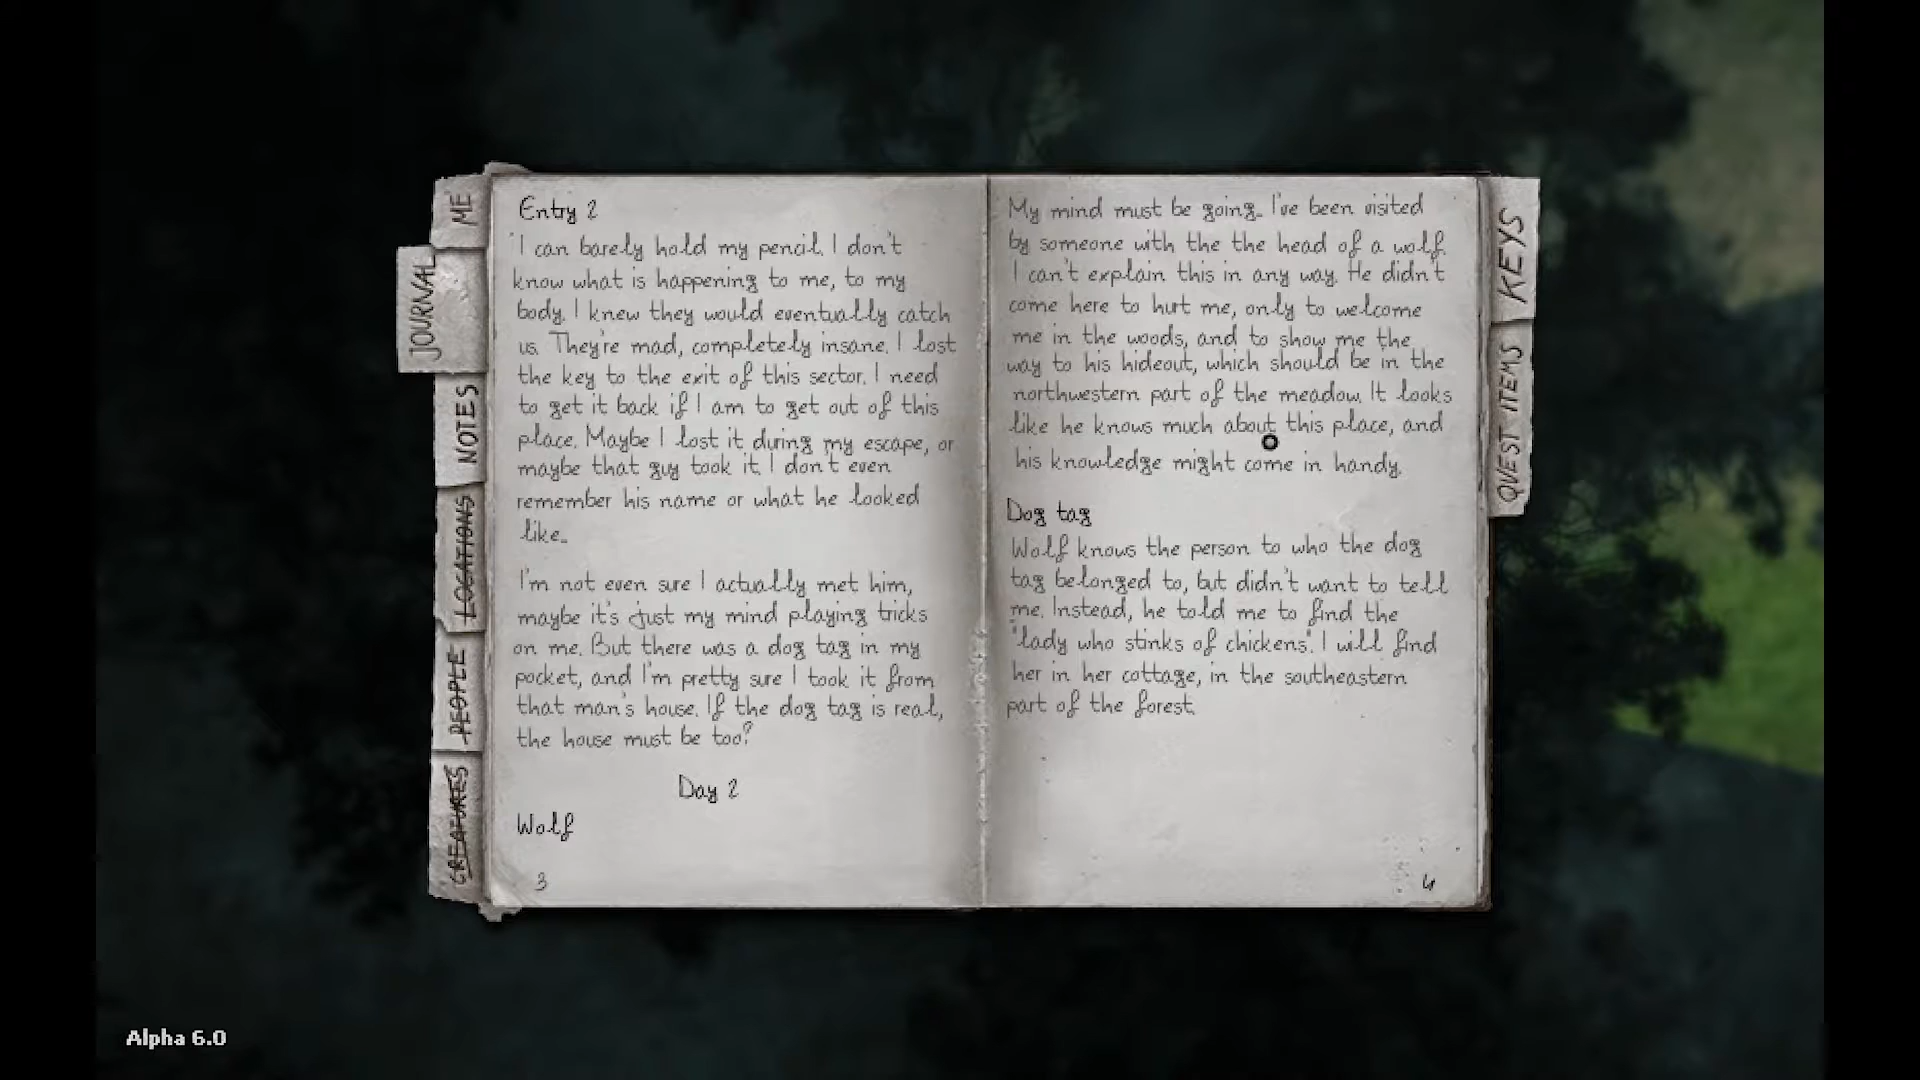 ME
JOURNAL
NOTES
LOCATIONS
PEOPLE
CREATURES
Entry 2
I can barely hold my pencil. I don't
know what is happening to me, to my
body. I knew they would eventually catch
us. They're mad, completely insane. I lost
the key to the exit of this sector. I need
to get it back if I am to get out of this
place. Maybe I lost it during my escape, or
maybe that guy took it. I don't even
remember his name or what he looked
like...
I'm not even sure I actually met him,
maybe it's just my mind playing tricks
on me. But there was a dog tag in my
pocket, and I'm pretty sure I took it from
that man's house. If the dog tag is real,
the house must be too?
Day 2
Wolf
3
My mind must be going... I've been visited
by someone with the the head of a wolf.
I can't explain this in any way. He didn't
come here to hurt me, only to welcome
me in the woods, and to show me the
way to his hideout, which should be in the
northwestern part of the meadow. It looks
like he knows much about this place, and
his knowledge might come in handy.
Dog tag
Wolf knows the person to who the dog
tag belonged to, but didn't want to tell
me. Instead, he told me to find the
"lady who stinks of chickens". I will find
her in her cottage, in the southeastern
part of the forest.
4
KEYS
QUEST ITEMS
Alpha 6.0